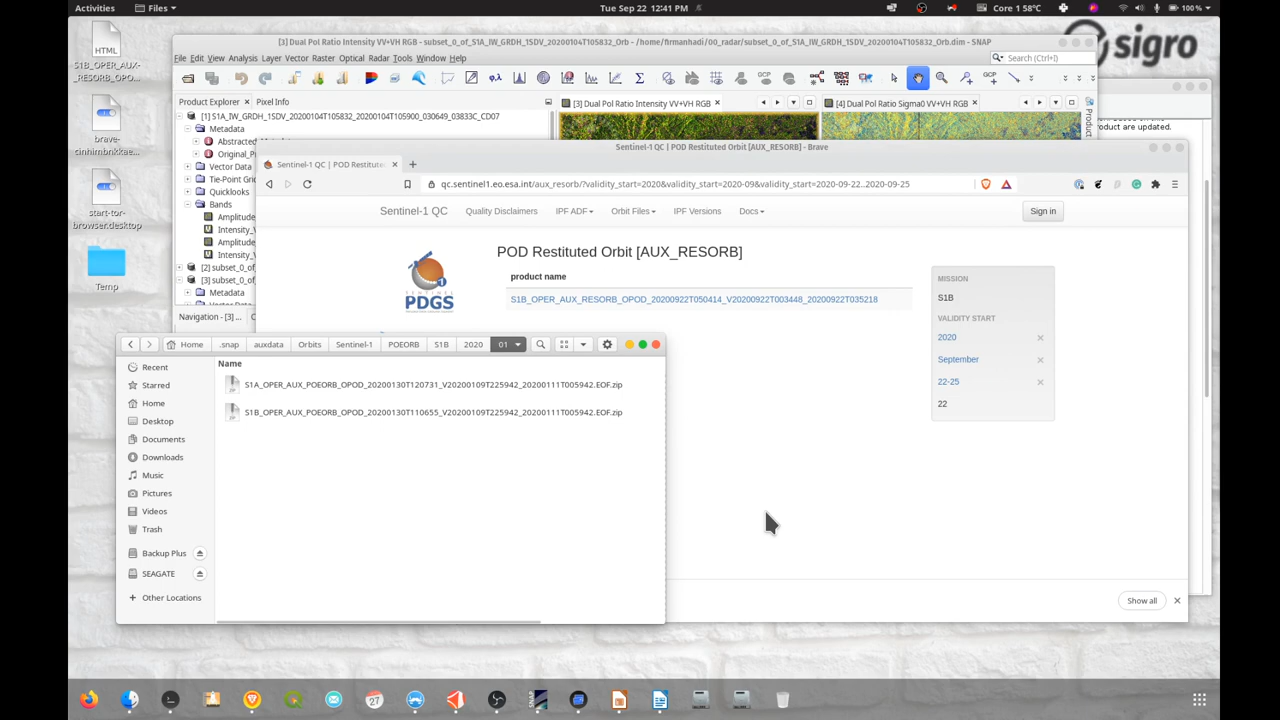 Activities
Files
Tue Sep 22 12:41 PM
Core 1 58°C
100%
HTML
S1B_OPER_AUX-
_RESORB_OPO...
brave-
cinhimbnkkae...
start-tor-
browser.desktop
Temp
sigro
[3] Dual Pol Ratio Intensity VV+VH RGB - subset_0_of_S1A_IW_GRDH_1SDV_20200104T105832_Orb - /home/firmanhadi/00_radar/subset_0_of_S1A_IW_GRDH_1SDV_20200104T105832_Orb.dim - SNAP
File Edit View Analysis Layer Vector Raster Optical Radar Tools Window Help
Search (Ctrl+I)
GCP
GCP
Product Explorer
Pixel Info
[3] Dual Pol Ratio Intensity VV+VH RGB
[4] Dual Pol Ratio Sigma0 VV+VH RGB
[1] S1A_IW_GRDH_1SDV_20200104T105832_20200104T105900_030649_03833C_CD07
Metadata
Abstracted
Original_P
Vector Data
Tie-Point Grid
Quicklooks
Bands
Amplitude
Intensity_V
Amplitude
Intensity_V
[2] subset_0_of
[3] subset_0_of
Metadata
Vector Data
Navigation - [3]...
product are updated.
Sentinel-1 QC | POD Restituted Orbit [AUX_RESORB] - Brave
Sentinel-1 QC | POD Restitute
qc.sentinel1.eo.esa.int/aux_resorb/?validity_start=2020&validity_start=2020-09&validity_start=2020-09-22..2020-09-25
Sentinel-1 QC
Quality Disclaimers
IPF ADF
Orbit Files
IPF Versions
Docs
Sign in
SENTINEL
PDGS
POD Restituted Orbit [AUX_RESORB]
product name
S1B_OPER_AUX_RESORB_OPOD_20200922T050414_V20200922T003448_20200922T035218
MISSION
S1B
VALIDITY START
2020
September
22-25
22
Show all
Home
.snap
auxdata
Orbits
Sentinel-1
POEORB
S1B
2020
01
Recent
Starred
Home
Desktop
Documents
Downloads
Music
Pictures
Videos
Trash
Backup Plus
SEAGATE
Other Locations
Name
S1A_OPER_AUX_POEORB_OPOD_20200130T120731_V20200109T225942_20200111T005942.EOF.zip
S1B_OPER_AUX_POEORB_OPOD_20200130T110655_V20200109T225942_20200111T005942.EOF.zip
27